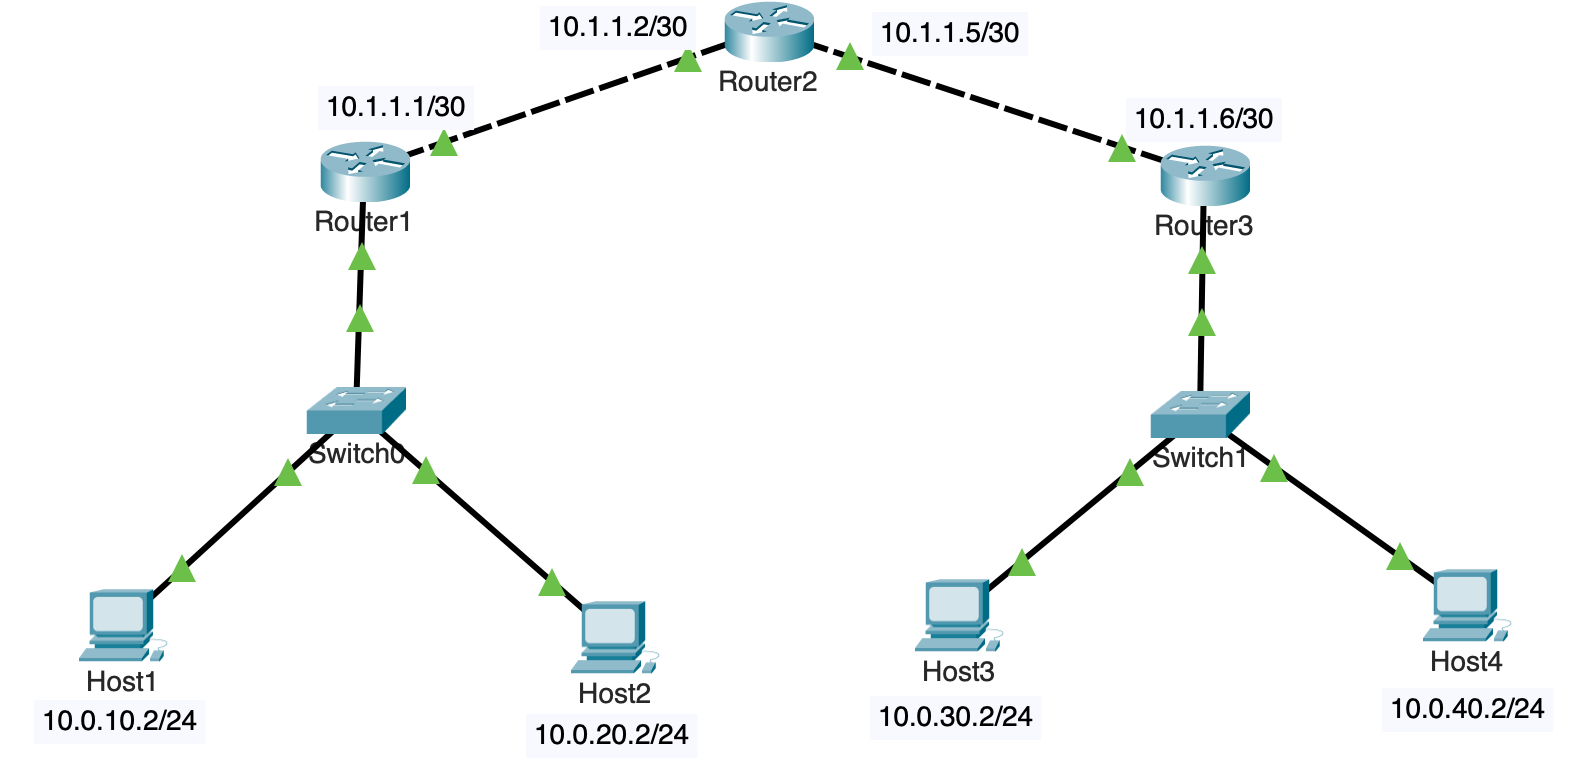 10.1.1.2/30
10.1.1.5/30
Router2
10.1.1.1/30
10.1.1.6/30
Router1
Router3
Switch0
Switch1
Host1
Host2
Host3
Host4
10.0.10.2/24
10.0.20.2/24
10.0.30.2/24
10.0.40.2/24